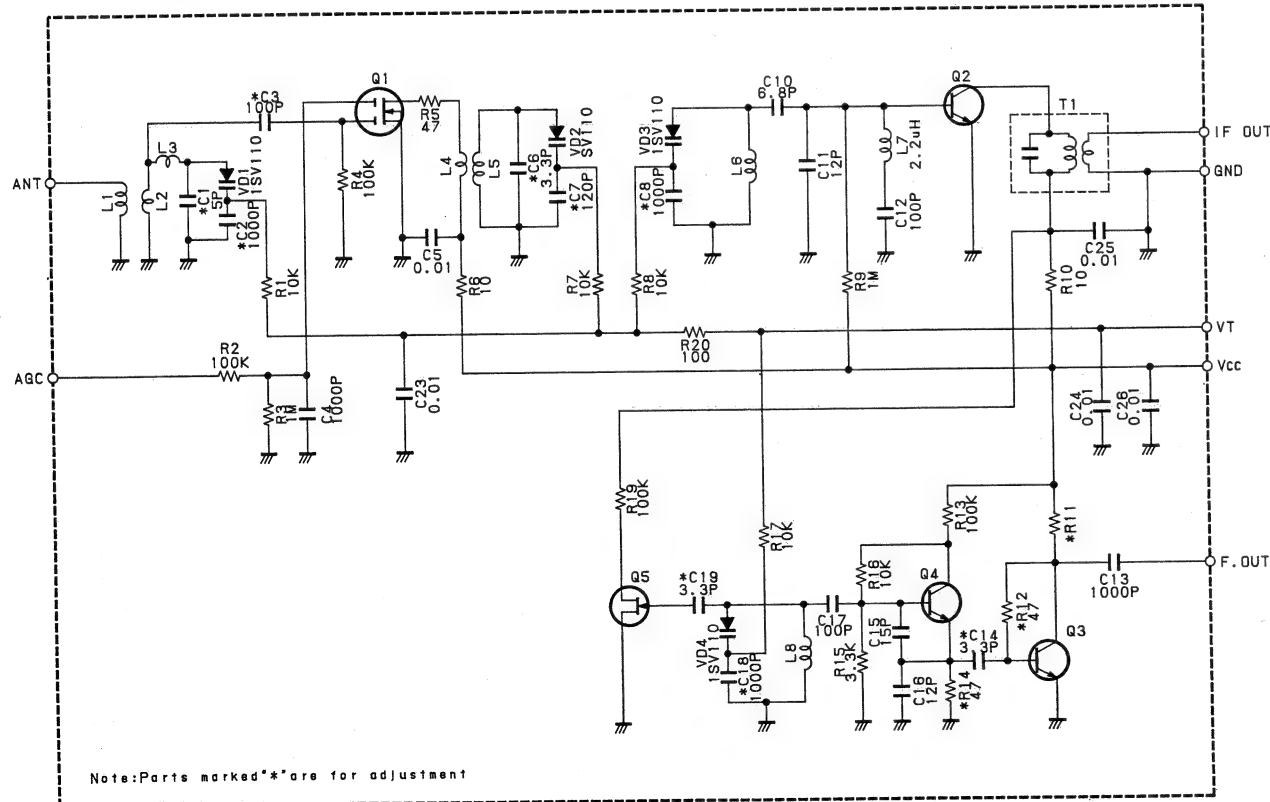 *C3
100P
Q1
R5
47
L3
ANT
L1
L2
*C1
5P
VD1
1SV110
*C2
1000P
R4
100K
L4
L5
*C6
3.3P
VD2
SV110
*C7
120P
C5
0.01
R1
10K
R6
10
R7
10K
VD3
1SV110
*C8
1000P
R8
10K
L6
C10
6.8P
C11
12P
L7
2.2uH
C12
100P
R9
1M
Q2
T1
IF OUT
GND
C25
0.01
R10
10
R20
100
VT
Vcc
AGC
R2
100K
R3
1M
C4
1000P
C23
0.01
C24
0.01
C26
0.01
R19
100K
R17
10K
R13
100K
*R11
Q5
*C19
3.3P
VD4
1SV110
*C18
1000P
L8
C17
100P
R16
10K
R15
3.3K
C15
15P
Q4
C16
12P
*R14
47
*C14
3.3P
*R12
47
Q3
C13
1000P
F.OUT
Note:Parts marked"*"are for adjustment